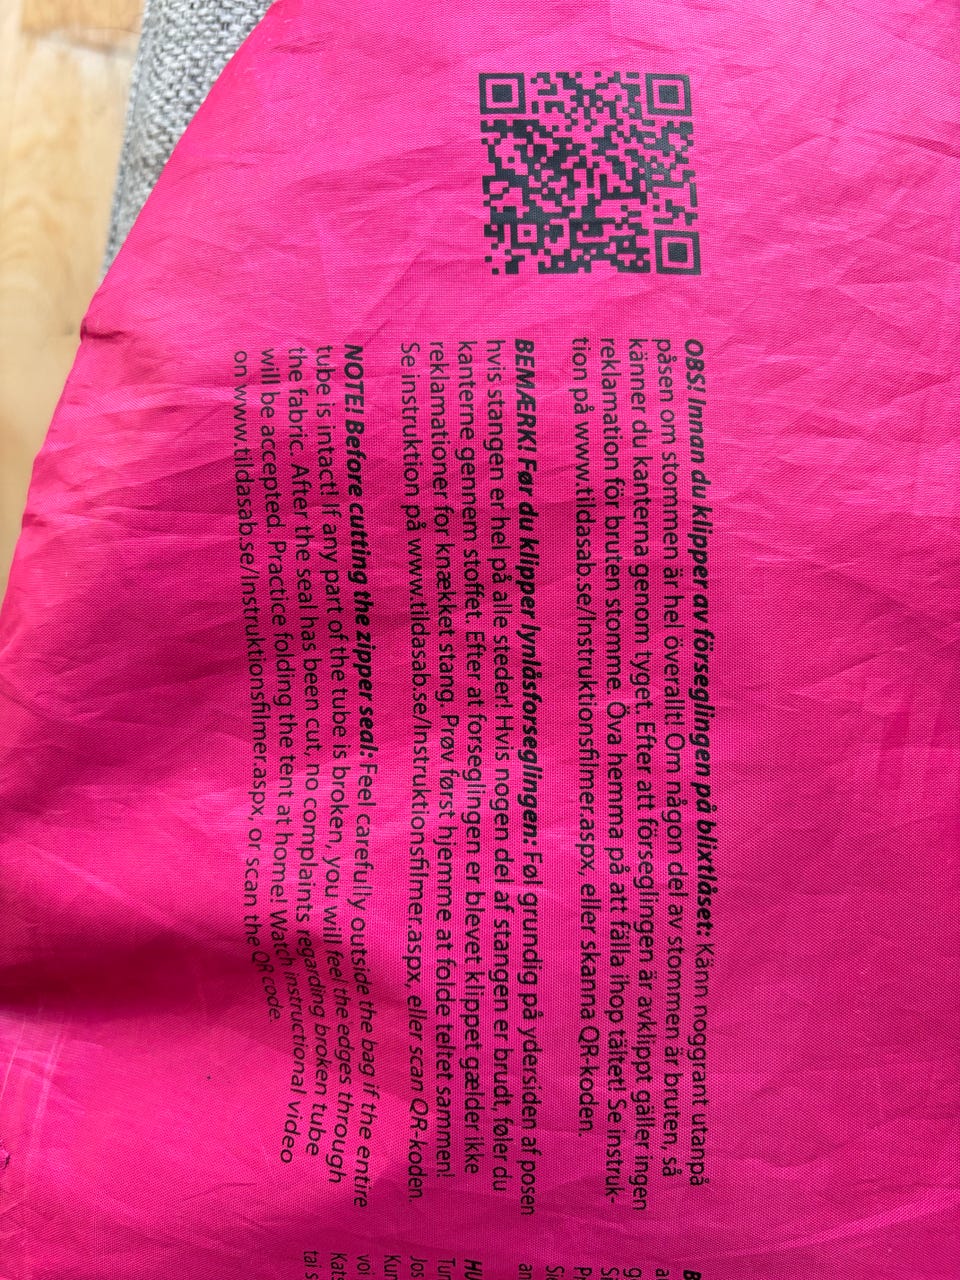 OBS! Innan du klipper av förseglingen på blixtlåset: Känn noggrant utanpå
påsen om stommen är hel överallt! Om någon del av stommen är bruten, så
känner du kanterna genom tyget. Efter att förseglingen är avklippt gäller ingen
reklamation för bruten stomme. Öva hemma på att fälla ihop tältet! Se instruk-
tion på www.tildasab.se/Instruktionsfilmer.aspx, eller skanna QR-koden.
BEMÆRK! Før du klipper lynlåsforseglingen: Føl grundig på ydersiden af posen
hvis stangen er hel på alle steder! Hvis nogen del af stangen er brudt, føler du
kanterne gennem stoffet. Efter at forseglingen er blevet klippet gælder ikke
reklamationer for knækket stang. Prøv først hjemme at folde teltet sammen!
Se instruktion på www.tildasab.se/Instruktionsfilmer.aspx, eller scan QR-koden.
NOTE! Before cutting the zipper seal: Feel carefully outside the bag if the entire
tube is intact! If any part of the tube is broken, you will feel the edges through
the fabric. After the seal has been cut, no complaints regarding broken tube
will be accepted. Practice folding the tent at home! Watch instructional video
on www.tildasab.se/Instruktionsfilmer.aspx, or scan the QR code.